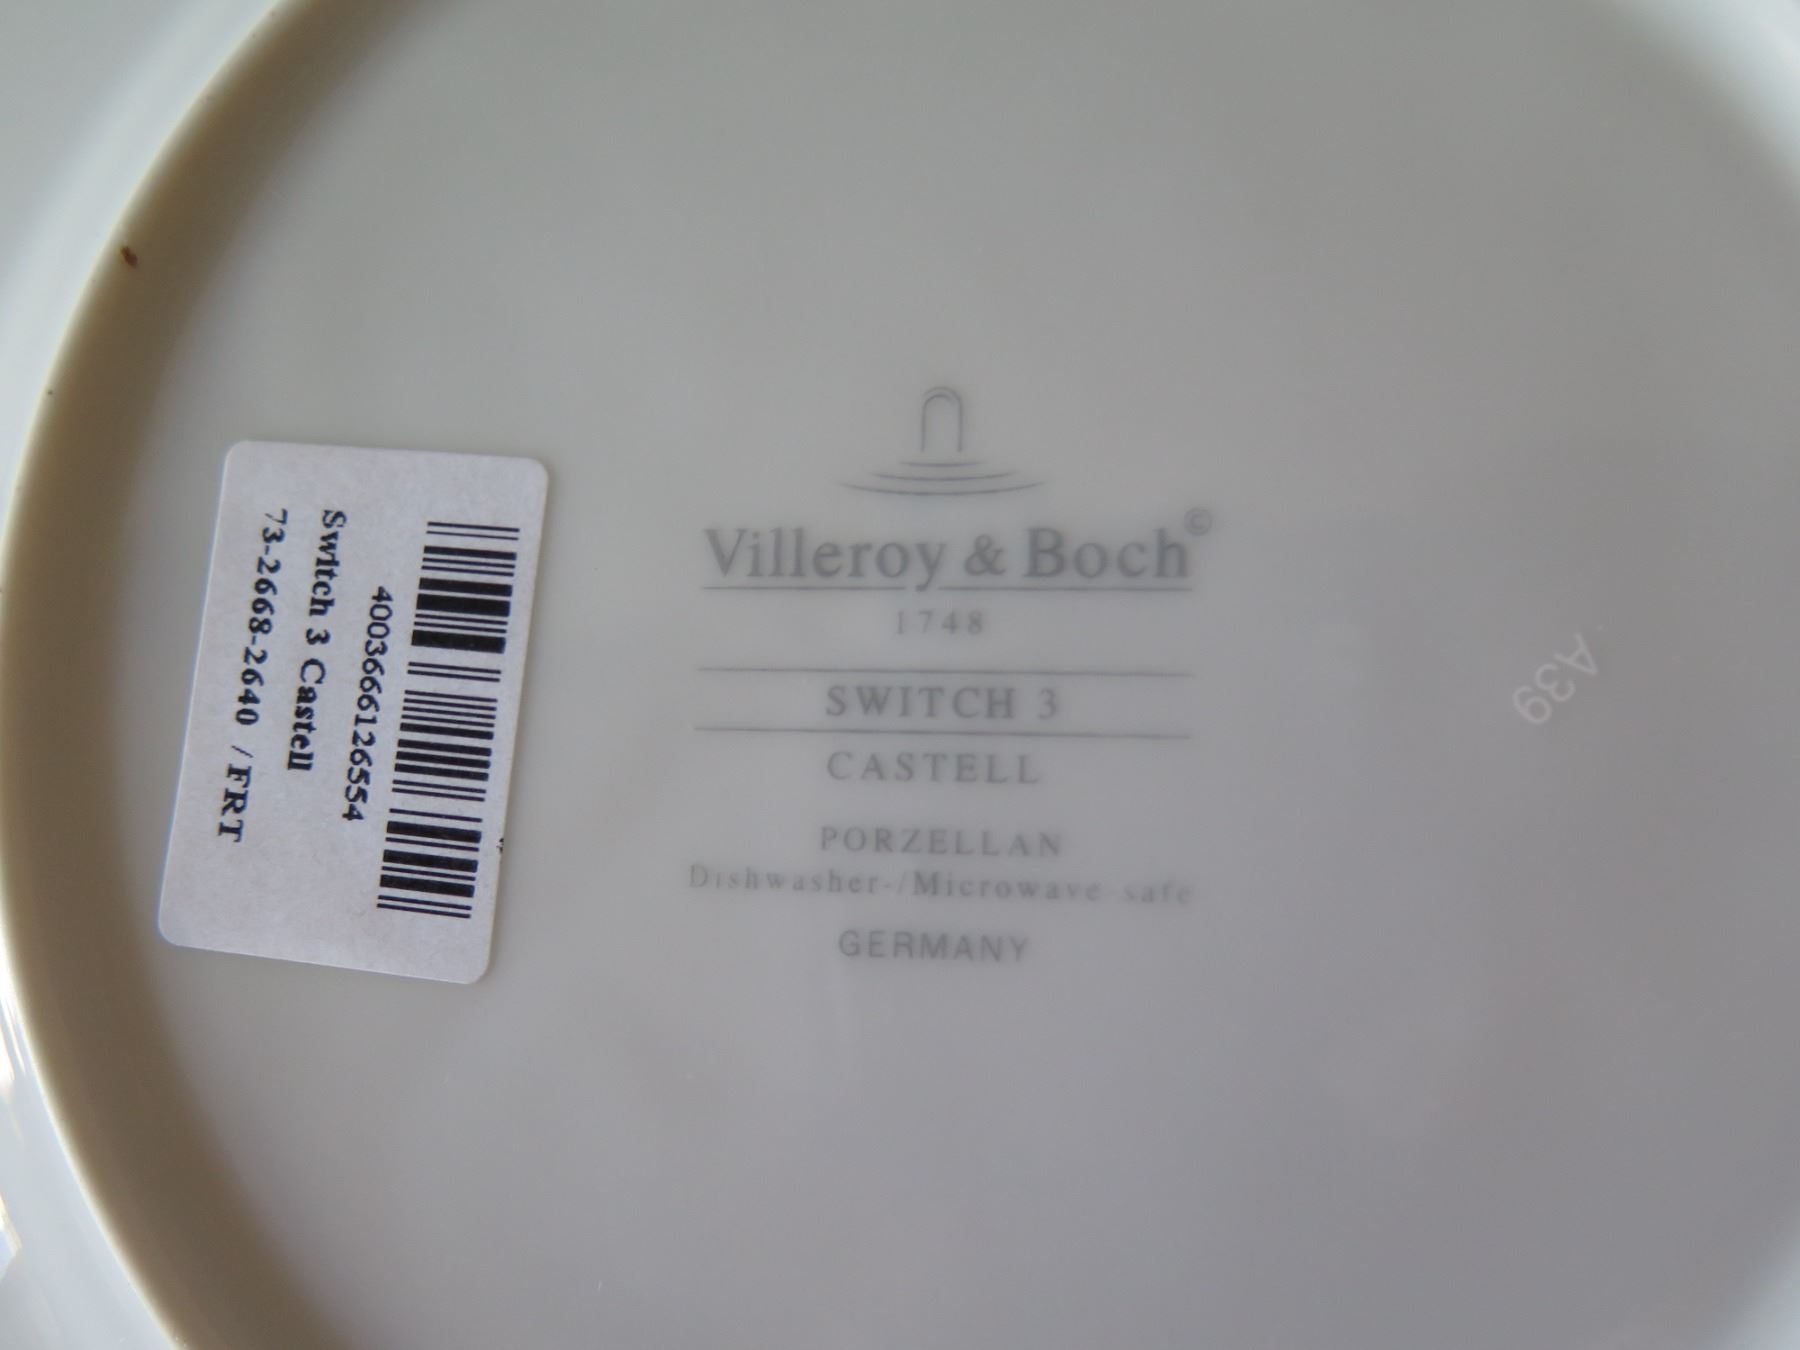 Villeroy & Boch©
1748
SWITCH 3
CASTELL
PORZELLAN
Dishwasher-/Microwave safe
GERMANY
4003666126554
Switch 3 Castell
73-2668-2640 / FRT
A39